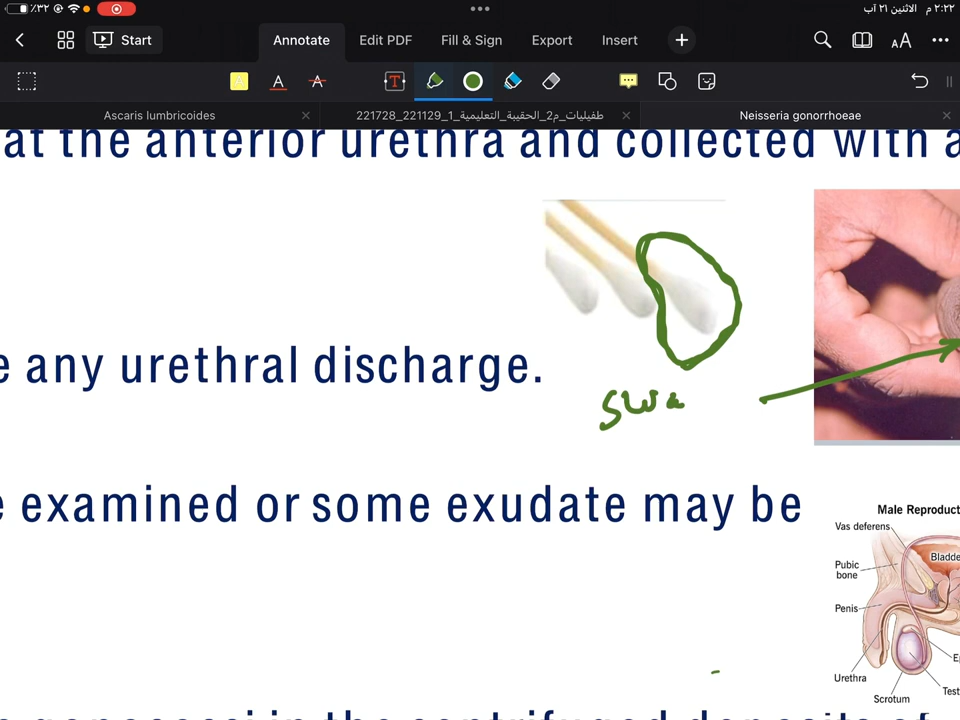 ٪٣٢ ٢:٢٢ م الاثنين ٢١ آب
Start Annotate Edit PDF Fill & Sign Export Insert AA
A A T
Ascaris lumbricoides طفيليات_م2_الحقيبة_التعليمية_1_221129_221728 Neisseria gonorrhoeae
at the anterior urethra and collected with a
e any urethral discharge.
swa
e examined or some exudate may be
Male Reproduct
Vas deferens
Bladde
Pubic
bone
Penis
E
Urethra
Test
Scrotum